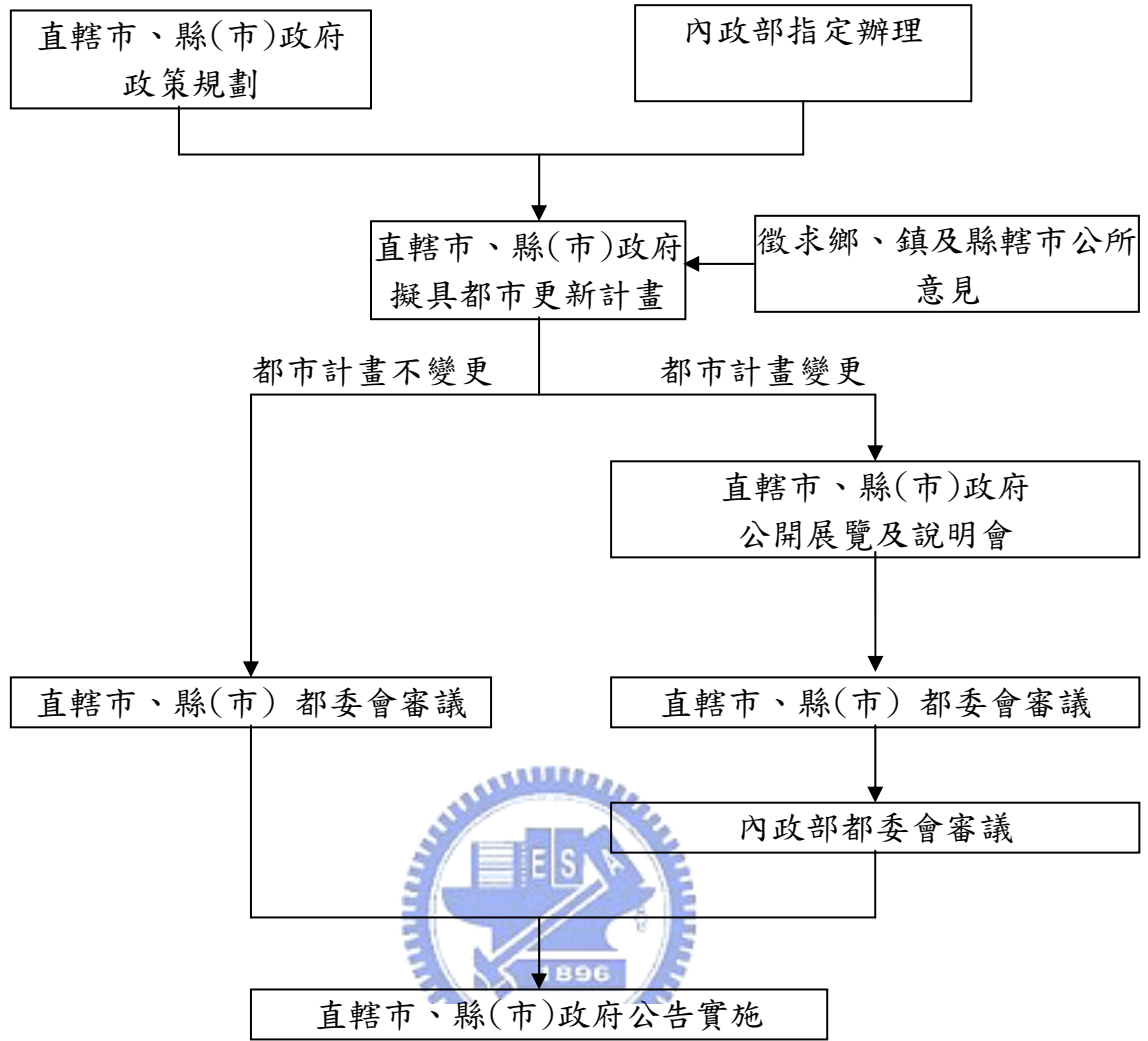 直轄市、縣(市)政府
政策規劃
內政部指定辦理
直轄市、縣(市)政府
擬具都市更新計畫
徵求鄉、鎮及縣轄市公所
意見
都市計畫不變更
都市計畫變更
直轄市、縣(市)政府
公開展覽及說明會
直轄市、縣(市) 都委會審議
直轄市、縣(市) 都委會審議
內政部都委會審議
E S A
1896
直轄市、縣(市)政府公告實施